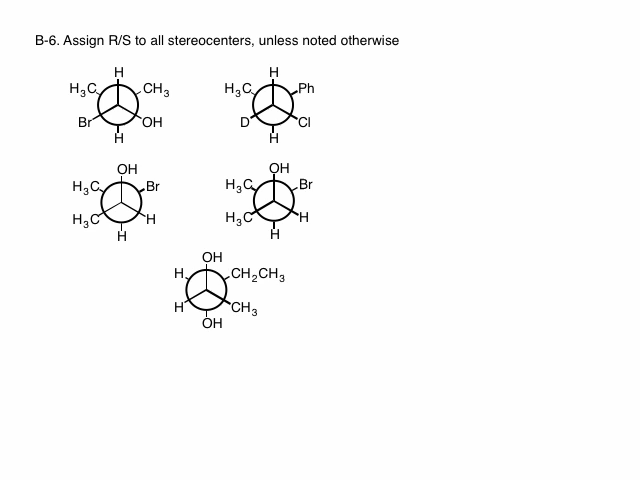 B-6. Assign R/S to all stereocenters, unless noted otherwise
H
H
H3C
CH3
H3C
Ph
Br
OH
D
Cl
H
H
OH
OH
H3C
Br
H3C
Br
H3C
H
H3C
H
H
H
OH
H
CH2CH3
H
CH3
OH